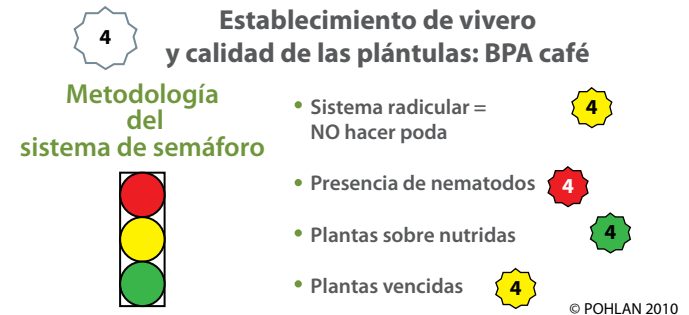 4
Establecimiento de vivero
y calidad de las plántulas: BPA café
Metodología
del
sistema de semáforo
• Sistema radicular =
NO hacer poda
4
• Presencia de nematodos
4
• Plantas sobre nutridas
4
• Plantas vencidas
4
© POHLAN 2010